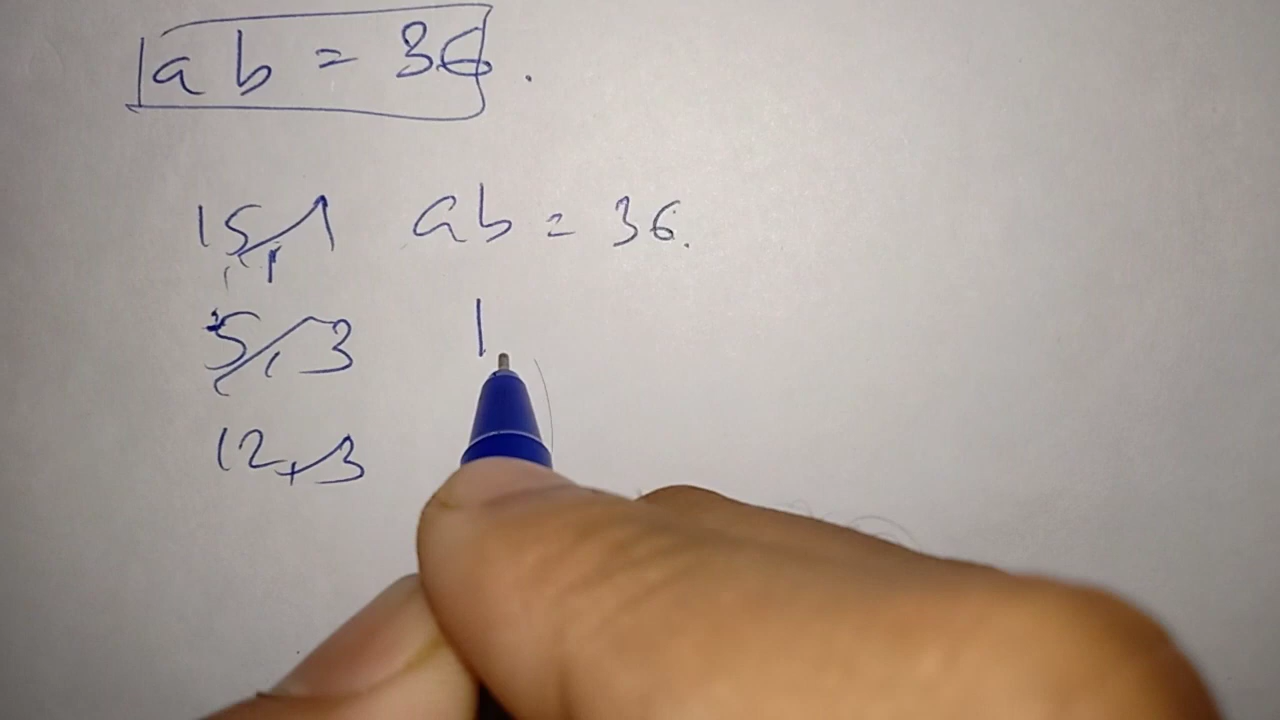 ab = 36.
15,1 ab = 36.
5,3 1
12,3